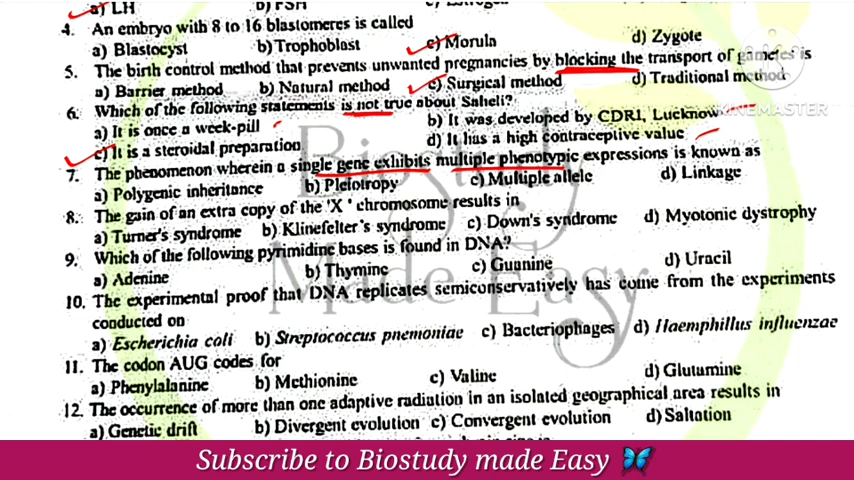 a) LH b) FSH c) Estrogen
4. An embryo with 8 to 16 blastomeres is called
a) Blastocyst b) Trophoblast c) Morula d) Zygote
5. The birth control method that prevents unwanted pregnancies by blocking the transport of gametes is
a) Barrier method b) Natural method c) Surgical method d) Traditional method
6. Which of the following statements is not true about Saheli?
a) It is once a week-pill b) It was developed by CDRI, Lucknow
c) It is a steroidal preparation d) It has a high contraceptive value
7. The phenomenon wherein a single gene exhibits multiple phenotypic expressions is known as
a) Polygenic inheritance b) Pleiotropy c) Multiple allele d) Linkage
8. The gain of an extra copy of the 'X' chromosome results in
a) Turner's syndrome b) Klinefelter's syndrome c) Down's syndrome d) Myotonic dystrophy
9. Which of the following pyrimidine bases is found in DNA?
a) Adenine b) Thymine c) Guanine d) Uracil
10. The experimental proof that DNA replicates semiconservatively has come from the experiments
conducted on
a) Escherichia coli b) Streptococcus pnemoniae c) Bacteriophages d) Haemphillus influenzae
11. The codon AUG codes for
a) Phenylalanine b) Methionine c) Valine d) Glutamine
12. The occurrence of more than one adaptive radiation in an isolated geographical area results in
a) Genetic drift b) Divergent evolution c) Convergent evolution d) Saltation
KINEMASTER
Biostudy
Made Easy
Subscribe to Biostudy made Easy 🦋